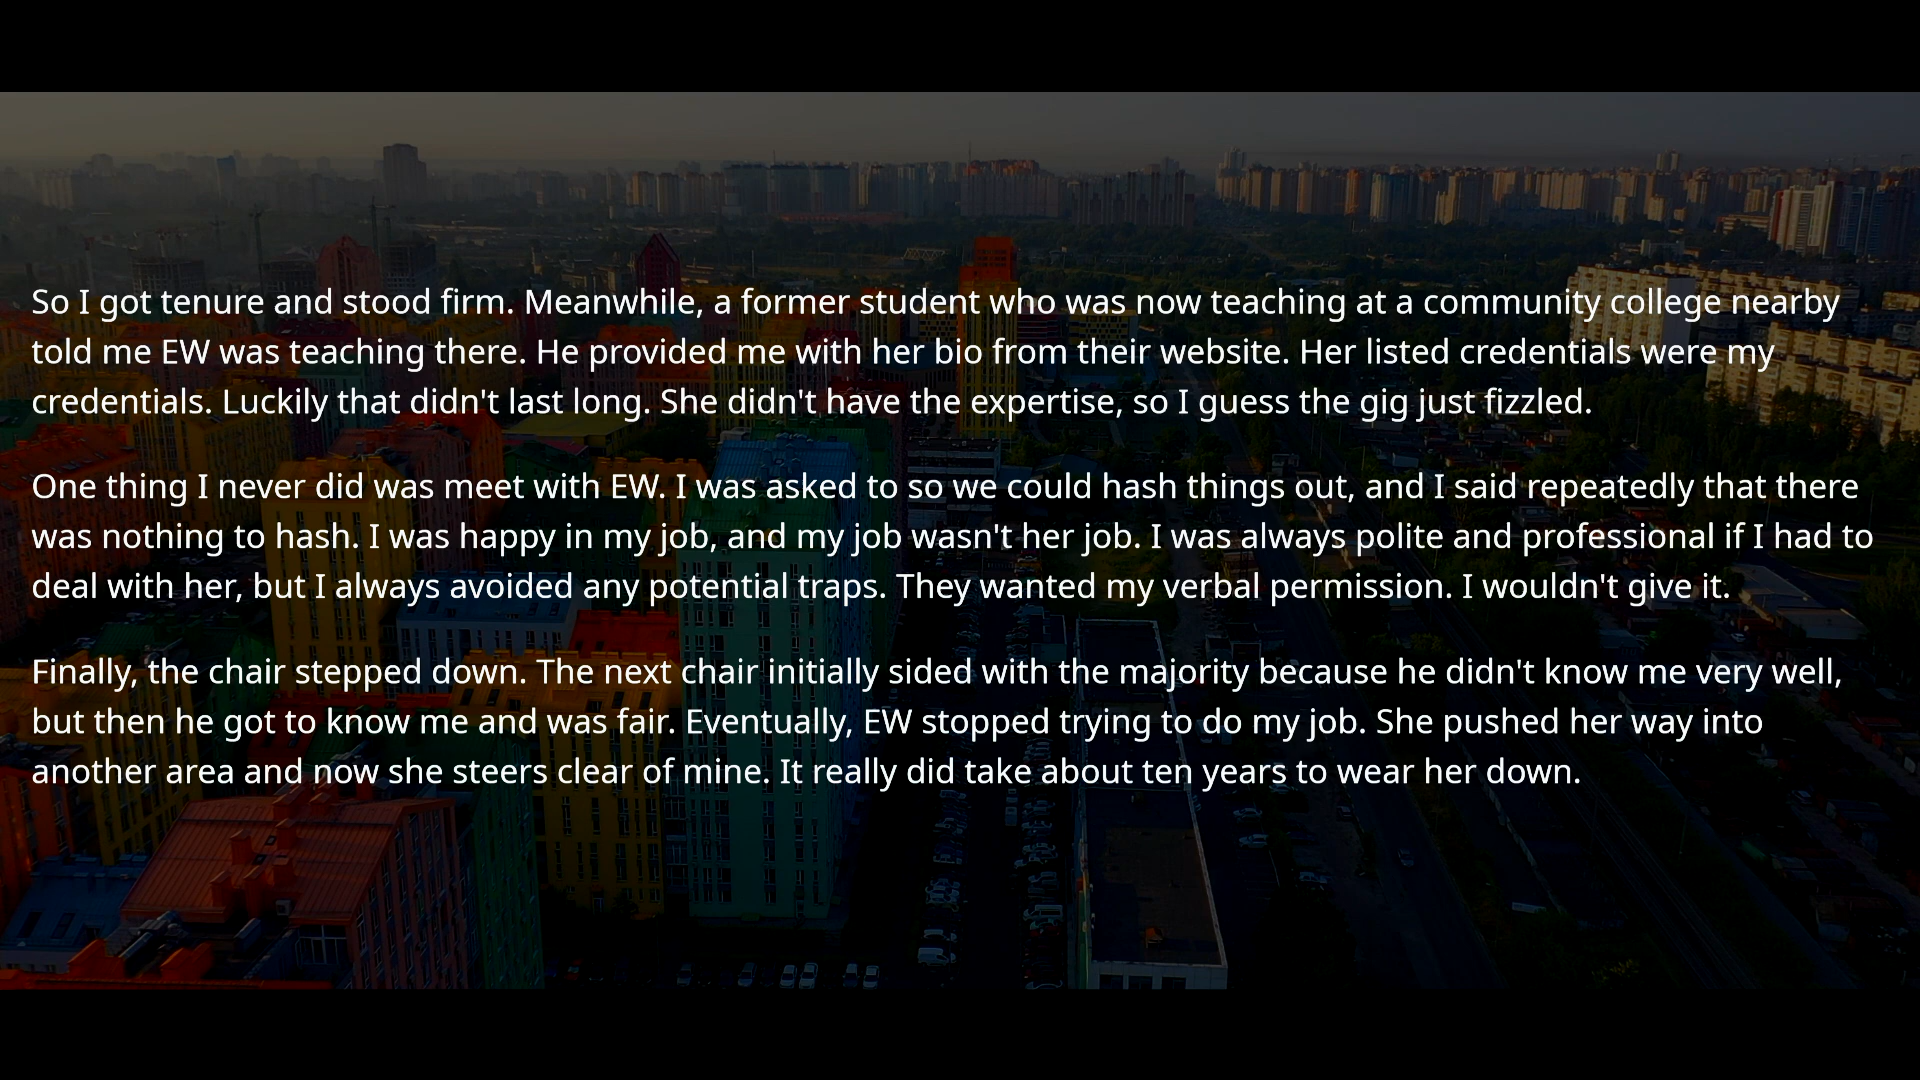 So I got tenure and stood firm. Meanwhile, a former student who was now teaching at a community college nearby
told me EW was teaching there. He provided me with her bio from their website. Her listed credentials were my
credentials. Luckily that didn't last long. She didn't have the expertise, so I guess the gig just fizzled.
One thing I never did was meet with EW. I was asked to so we could hash things out, and I said repeatedly that there
was nothing to hash. I was happy in my job, and my job wasn't her job. I was always polite and professional if I had to
deal with her, but I always avoided any potential traps. They wanted my verbal permission. I wouldn't give it.
Finally, the chair stepped down. The next chair initially sided with the majority because he didn't know me very well,
but then he got to know me and was fair. Eventually, EW stopped trying to do my job. She pushed her way into
another area and now she steers clear of mine. It really did take about ten years to wear her down.